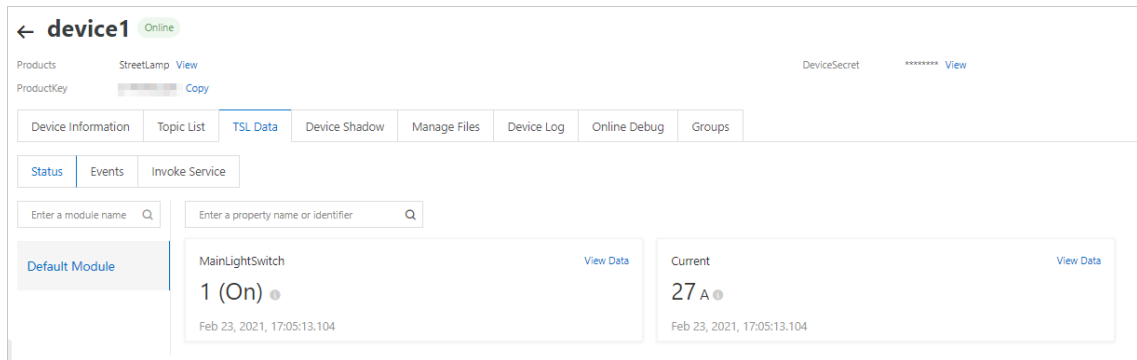 ← device1 Online
Products StreetLamp View DeviceSecret ******** View
ProductKey Copy
Device Information Topic List TSL Data Device Shadow Manage Files Device Log Online Debug Groups
Status Events Invoke Service
Enter a module name Enter a property name or identifier
Default Module
MainLightSwitch View Data
1 (On)
Feb 23, 2021, 17:05:13.104
Current View Data
27 A
Feb 23, 2021, 17:05:13.104